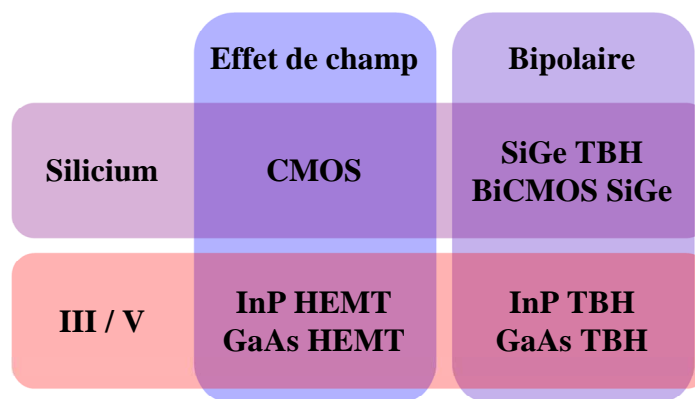 Effet de champ
Bipolaire
Silicium
CMOS
SiGe TBH
BiCMOS SiGe
III / V
InP HEMT
GaAs HEMT
InP TBH
GaAs TBH